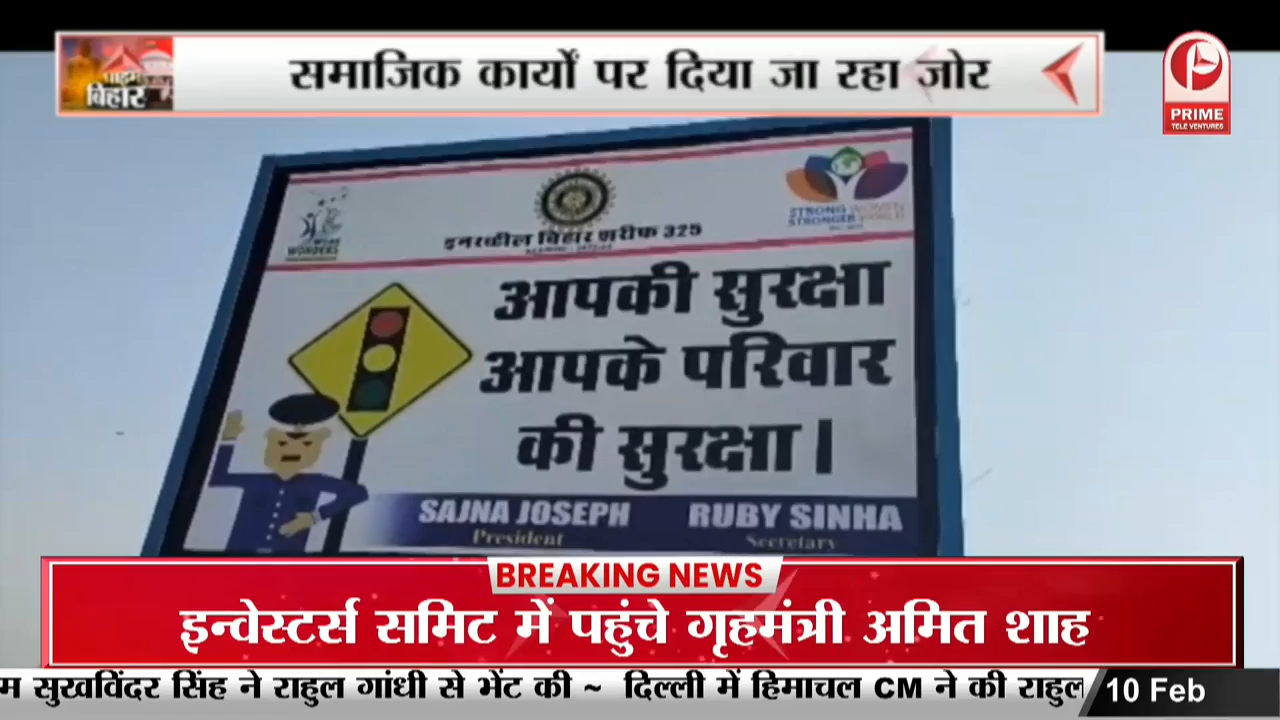 समाजिक कार्यों पर दिया जा रहा जोर
प्राइम
बिहार
PRIME
TELE VENTURES
WONDERS
इनरव्हील बिहार शरीफ 325
STRONG WOMEN
STRONGER WORLD
आपकी सुरक्षा
आपके परिवार
की सुरक्षा।
SAJNA JOSEPH
President
RUBY SINHA
Secretary
BREAKING NEWS
इन्वेस्टर्स समिट में पहुंचे गृहमंत्री अमित शाह
म सुखविंदर सिंह ने राहुल गांधी से भेंट की ~ दिल्ली में हिमाचल CM ने की राहुल
10 Feb